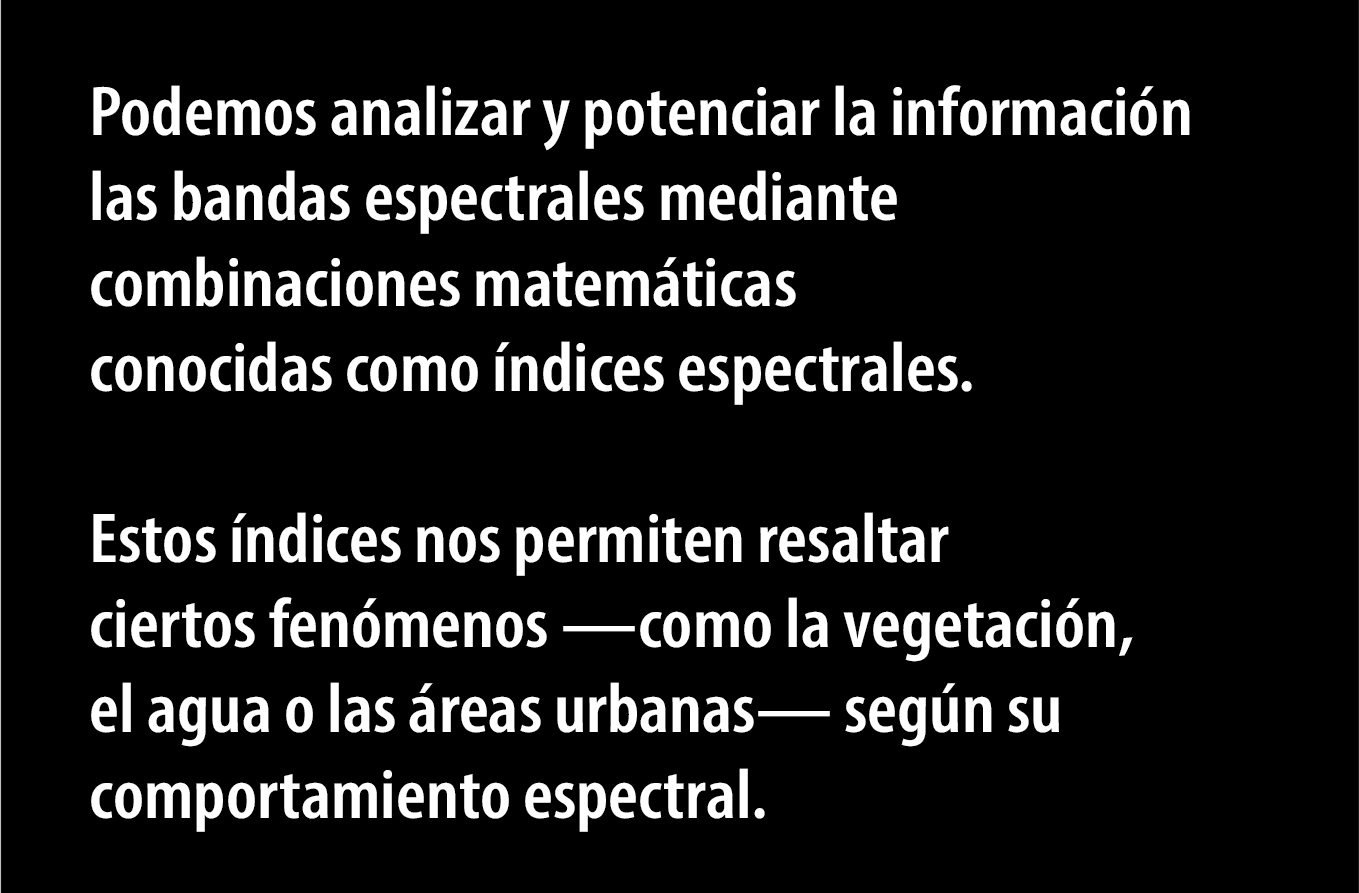 Podemos analizar y potenciar la información
las bandas espectrales mediante
combinaciones matemáticas
conocidas como índices espectrales.
Estos índices nos permiten resaltar
ciertos fenómenos —como la vegetación,
el agua o las áreas urbanas— según su
comportamiento espectral.